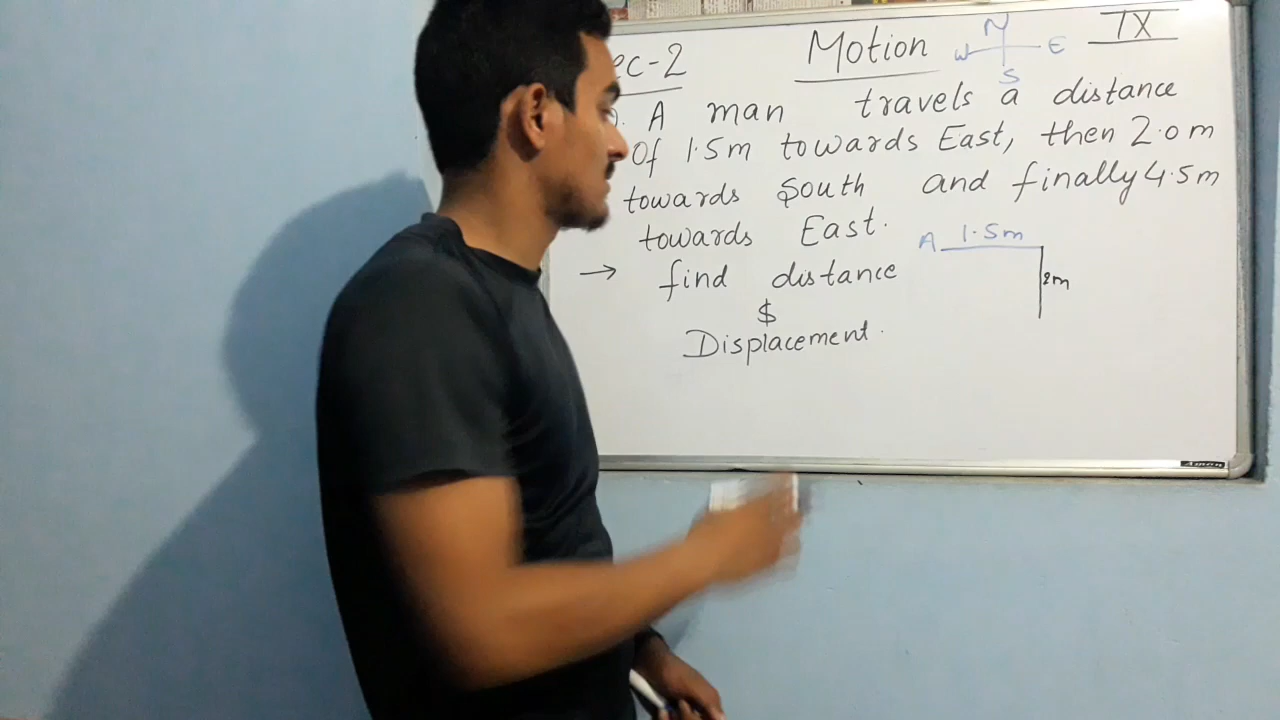 ec-2 Motion IX
N
W E
S
A man travels a distance
Of 1.5m towards East, then 2.0m
towards South and finally 4.5m
towards East.
A 1.5m
→ find distance
2m
$
Displacement.